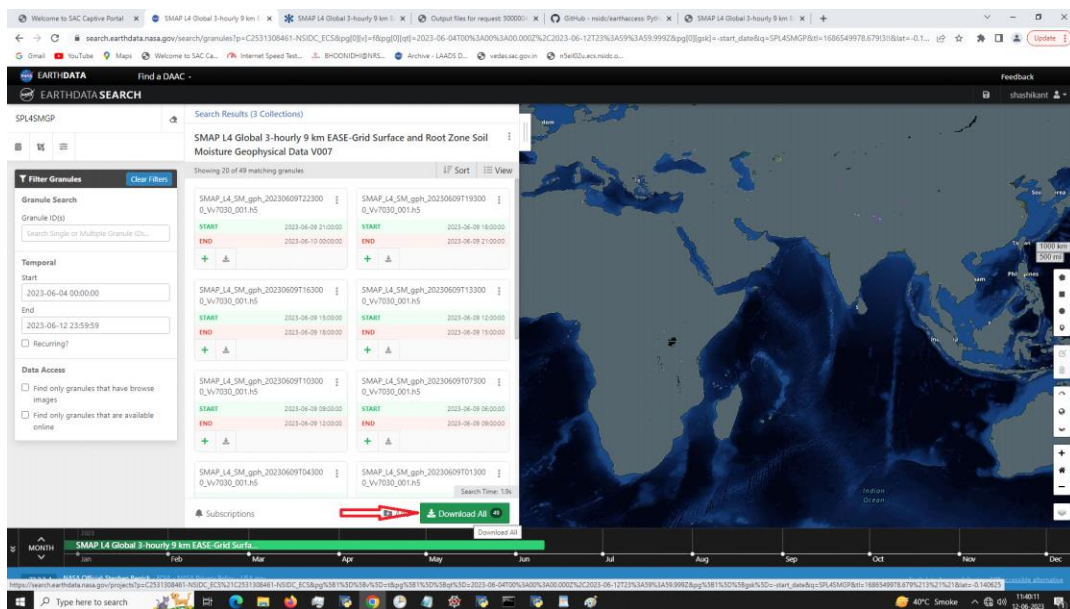 Welcome to SAC Captive Portal
SMAP L4 Global 3-hourly 9 km E
SMAP L4 Global 3-hourly 9 km E
Output files for request: 500000
GitHub - nsidc/earthaccess: Pyth
SMAP L4 Global 3-hourly 9 km E
search.earthdata.nasa.gov/search/granules?p=C2531308461-NSIDC_ECS&pg[0][v]=f&pg[0][qt]=2023-06-04T00%3A00%3A00.000Z%2C2023-06-12T23%3A59%3A59.999Z&pg[0][gsk]=-start_date&q=SPL4SMGP&tl=1686549978.679!3!!&lat=-0.1...
Update
Gmail
YouTube
Maps
Welcome to SAC Ca...
Internet Speed Test...
BHOONIDHI@NRS...
Archive - LAADS D...
vedas.sac.gov.in
n5eil02u.ecs.nsidc.o...
EARTHDATA
Find a DAAC
Feedback
EARTHDATA SEARCH
shashikant
SPL4SMGP
Search Results (3 Collections)
SMAP L4 Global 3-hourly 9 km EASE-Grid Surface and Root Zone Soil
Moisture Geophysical Data V007
Showing 20 of 49 matching granules
Sort
View
Filter Granules
Clear Filters
Granule Search
Granule ID(s)
Search Single or Multiple Granule IDs...
Temporal
Start
2023-06-04 00:00:00
End
2023-06-12 23:59:59
Recurring?
Data Access
Find only granules that have browse
images
Find only granules that are available
online
SMAP_L4_SM_gph_20230609T22300
0_Vv7030_001.h5
START 2023-06-09 21:00:00
END 2023-06-10 00:00:00
SMAP_L4_SM_gph_20230609T19300
0_Vv7030_001.h5
START 2023-06-09 18:00:00
END 2023-06-09 21:00:00
SMAP_L4_SM_gph_20230609T16300
0_Vv7030_001.h5
START 2023-06-09 15:00:00
END 2023-06-09 18:00:00
SMAP_L4_SM_gph_20230609T13300
0_Vv7030_001.h5
START 2023-06-09 12:00:00
END 2023-06-09 15:00:00
SMAP_L4_SM_gph_20230609T10300
0_Vv7030_001.h5
START 2023-06-09 09:00:00
END 2023-06-09 12:00:00
SMAP_L4_SM_gph_20230609T07300
0_Vv7030_001.h5
START 2023-06-09 06:00:00
END 2023-06-09 09:00:00
SMAP_L4_SM_gph_20230609T04300
0_Vv7030_001.h5
SMAP_L4_SM_gph_20230609T01300
0_Vv7030_001.h5
Search Time: 1.9s
Subscriptions
Download All 49
Download All
1000 km
500 mi
Indian
Ocean
2023
MONTH
SMAP L4 Global 3-hourly 9 km EASE-Grid Surfa...
Jan
Feb
Mar
Apr
May
Jun
Jul
Aug
Sep
Oct
Nov
Dec
Type here to search
40°C Smoke
11:40:11
12-06-2023